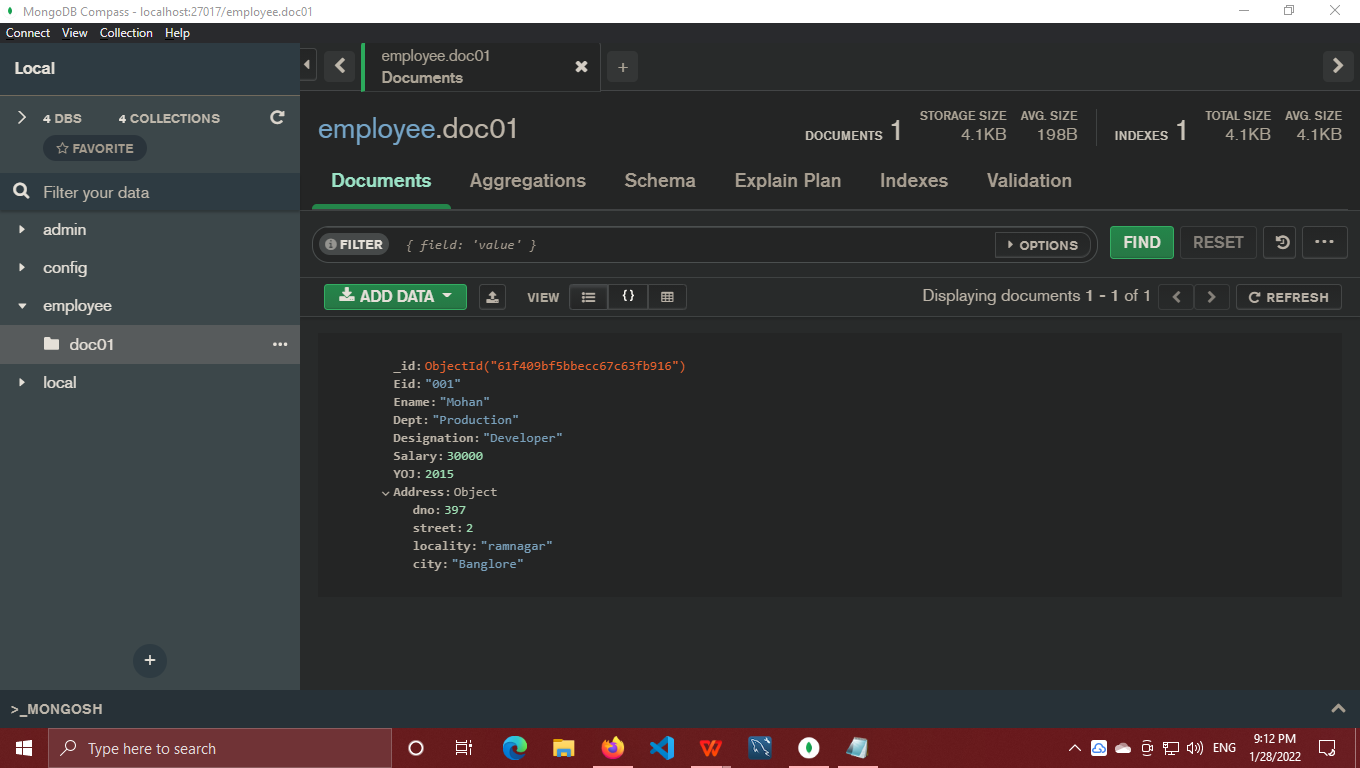 MongoDB Compass - localhost:27017/employee.doc01
Connect View Collection Help
Local
4 DBS 4 COLLECTIONS
FAVORITE
Filter your data
admin
config
employee
doc01
local
>_MONGOSH
employee.doc01
Documents
employee.doc01
DOCUMENTS 1
STORAGE SIZE
4.1KB
AVG. SIZE
198B
INDEXES 1
TOTAL SIZE
4.1KB
AVG. SIZE
4.1KB
Documents Aggregations Schema Explain Plan Indexes Validation
FILTER { field: 'value' } OPTIONS FIND RESET
ADD DATA VIEW {} Displaying documents 1 - 1 of 1 REFRESH
_id: ObjectId("61f409bf5bbecc67c63fb916")
Eid: "001"
Ename: "Mohan"
Dept: "Production"
Designation: "Developer"
Salary: 30000
YOJ: 2015
Address: Object
dno: 397
street: 2
locality: "ramnagar"
city: "Banglore"
Type here to search
ENG
9:12 PM
1/28/2022